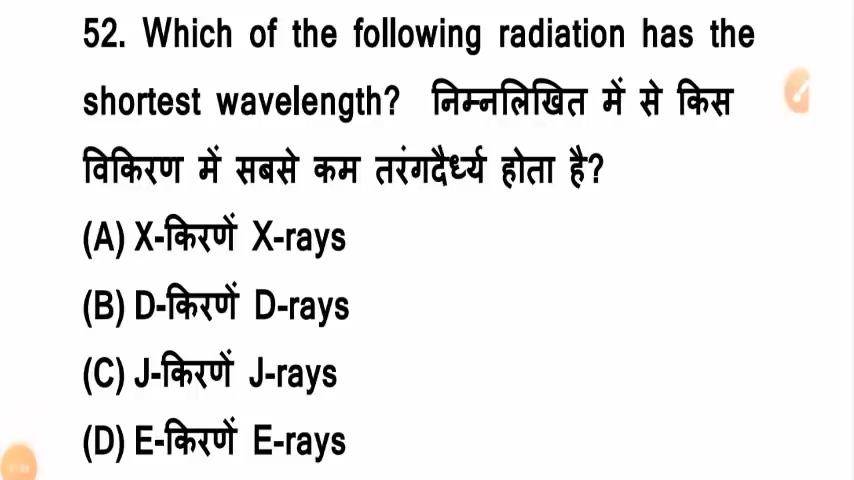 52. Which of the following radiation has the
shortest wavelength? निम्नलिखित में से किस
विकिरण में सबसे कम तरंगदैर्ध्य होता है?
(A) X-किरणें X-rays
(B) D-किरणें D-rays
(C) J-किरणें J-rays
(D) E-किरणें E-rays